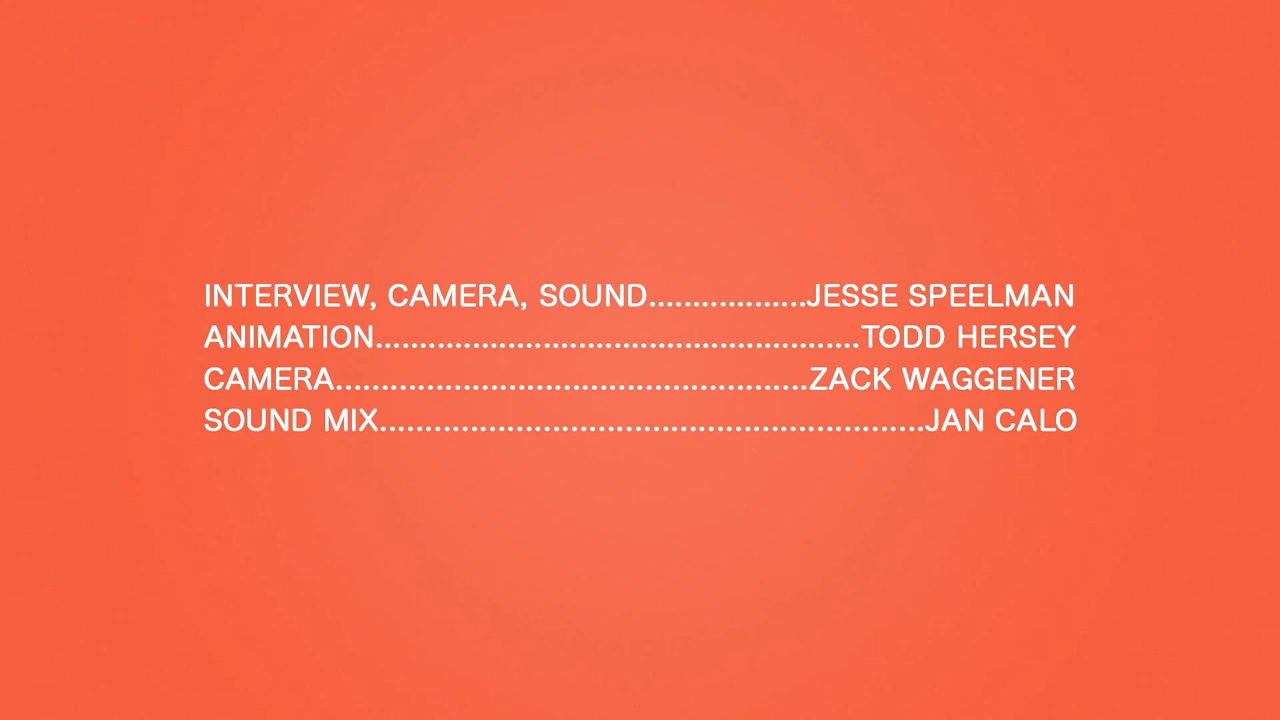 INTERVIEW, CAMERA, SOUND..................JESSE SPEELMAN
ANIMATION.......................................................TODD HERSEY
CAMERA......................................................ZACK WAGGENER
SOUND MIX..............................................................JAN CALO